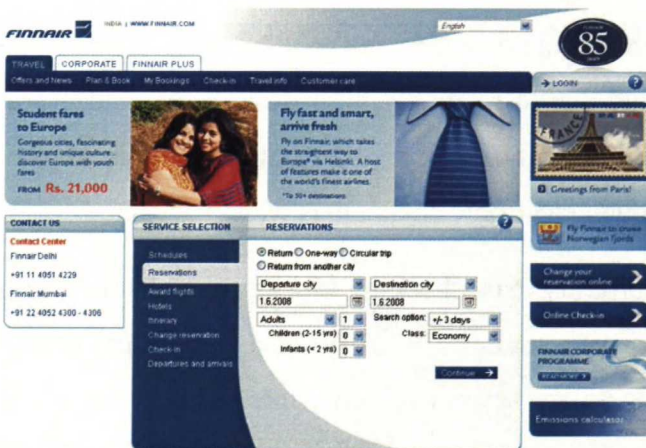 FINNAIR
INDIA | WWW.FINNAIR.COM
English
85
TRAVEL CORPORATE FINNAIR PLUS
Offers and News Plan & Book My Bookings Check-in Travel info Customer care
→ LOGIN ?
Student fares
to Europe
Gorgeous cities, fascinating
history and unique culture...
discover Europe with youth
fares
FROM Rs. 21,000
Fly fast and smart,
arrive fresh
Fly on Finnair which takes
the straightest way to
Europe* via Helsinki. A host
of features make it one of
the world's finest airlines.
*To 50+ destinations
FRANCE
Greetings from Paris!
CONTACT US
Contact Center
Finnair Delhi
+91 11 4951 4229
Finnair Mumbai
+91 22 4052 4300 - 4306
SERVICE SELECTION
Schedules
Reservations
Award flights
Hotels
Itinerary
Change reservation
Check-in
Departures and arrivals
RESERVATIONS ?
Return One-way Circular trip
Return from another city
Departure city Destination city
1.6.2008 1.6.2008
Adults 1 Search option: +/- 3 days
Children (2-15 yrs) 0 Class: Economy
Infants (< 2 yrs) 0
Continue →
Fly Finnair to cruise
Norwegian fjords
Change your
reservation online
Online Check-in
FINNAIR CORPORATE
PROGRAMME
READ MORE
Emissions calculator